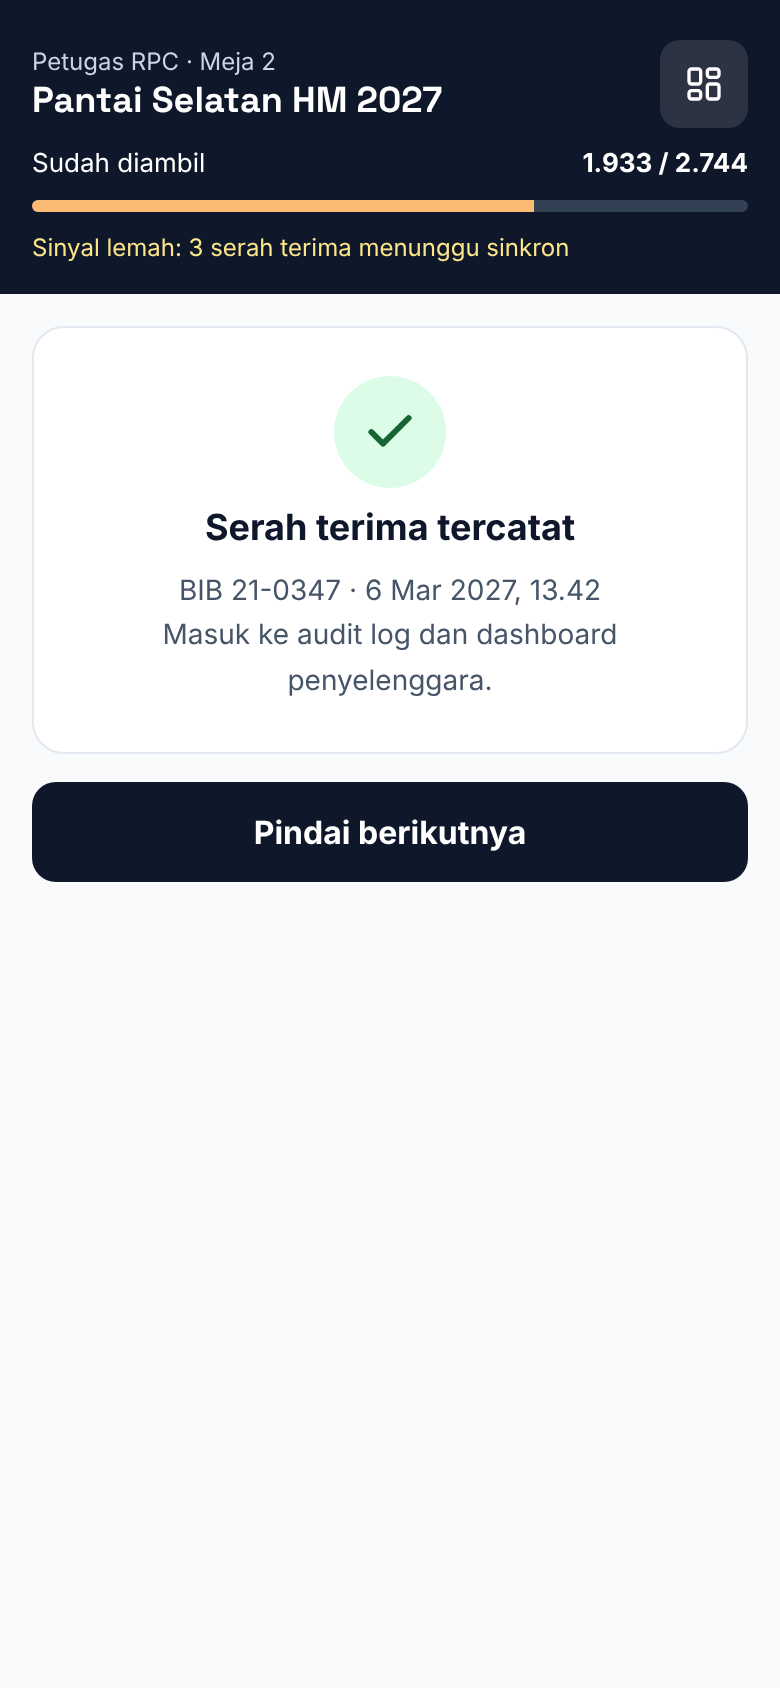 Petugas RPC · Meja 2
Pantai Selatan HM 2027
Sudah diambil
1.933 / 2.744
Sinyal lemah: 3 serah terima menunggu sinkron
Serah terima tercatat
BIB 21-0347 · 6 Mar 2027, 13.42
Masuk ke audit log dan dashboard
penyelenggara.
Pindai berikutnya